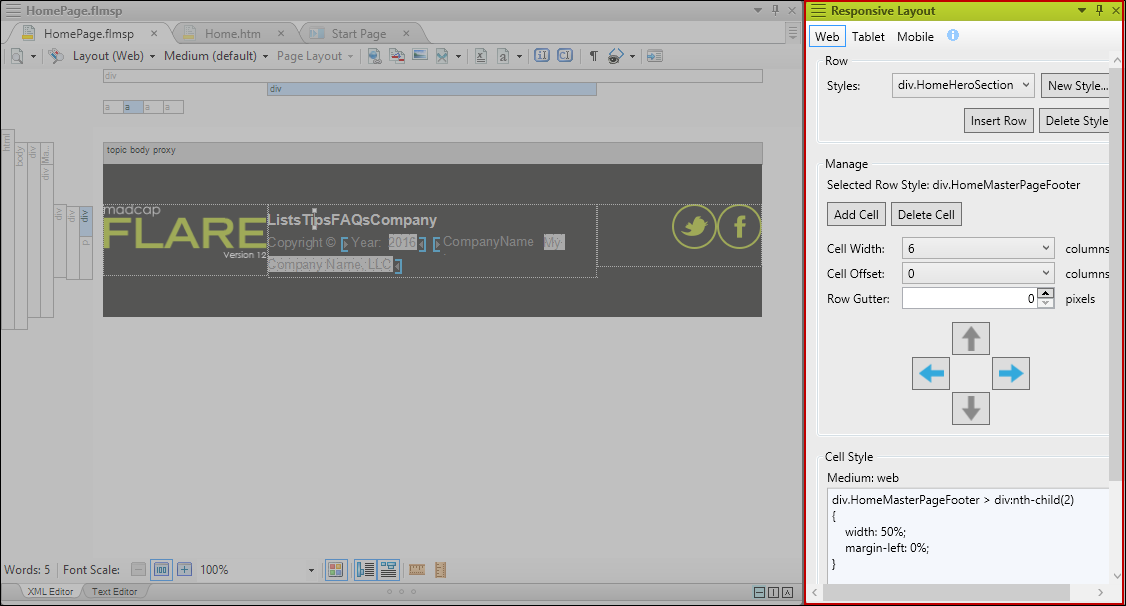 HomePage.flmsp
HomePage.flmsp
Home.htm
Start Page
Layout (Web)
Medium (default)
Page Layout
div
div
a a a a
html
body
div
Ma...
div
div
div
div
p
topic body proxy
madcap
FLARE
Version 12
ListsTipsFAQsCompany
Copyright © Year: 2016 CompanyName My
Company Name, LLC
Words: 5 Font Scale: 100 100%
XML Editor Text Editor
Responsive Layout
Web Tablet Mobile
Row
Styles: div.HomeHeroSection New Style...
Insert Row Delete Style
Manage
Selected Row Style: div.HomeMasterPageFooter
Add Cell Delete Cell
Cell Width: 6 columns
Cell Offset: 0 columns
Row Gutter: 0 pixels
Cell Style
Medium: web
div.HomeMasterPageFooter > div:nth-child(2)
{
width: 50%;
margin-left: 0%;
}